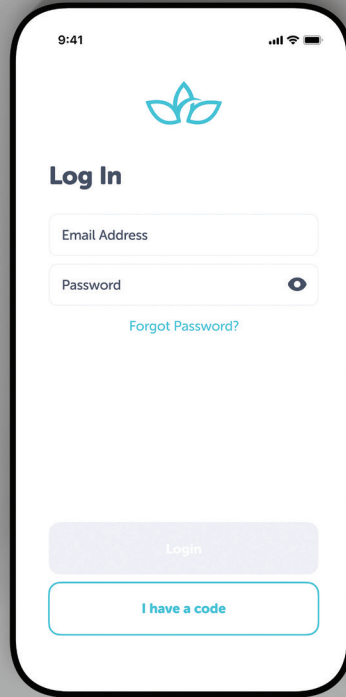 9:41
Log In
Email Address
Password
Forgot Password?
Login
I have a code